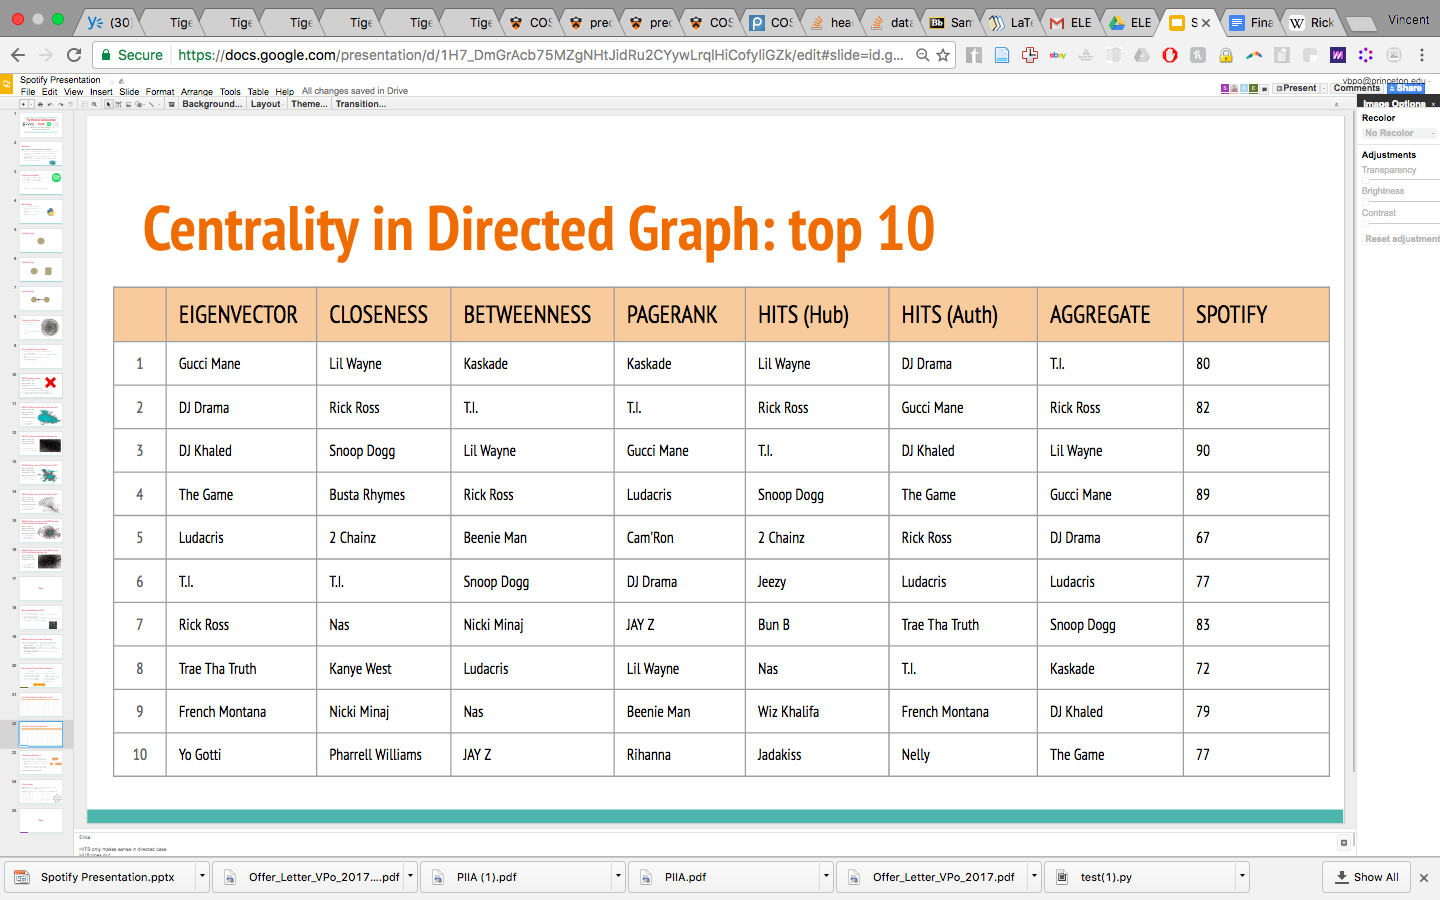 (30
Tige
Tige
Tige
Tige
Tige
Tige
COS
prec
prec
COS
COS
hea
data
San
LaTe
ELE
ELE
S
Fina
Rick
Vincent
Secure
https://docs.google.com/presentation/d/1H7_DmGrAcb75MZgNHtJidRu2CYywLrqlHiCofyliGZk/edit#slide=id.g...
Spotify Presentation
vbpo@princeton.edu
File Edit View Insert Slide Format Arrange Tools Table Help All changes saved in Drive
Present Comments Share
Background... Layout Theme... Transition...
Image Options
Recolor
No Recolor
Adjustments
Transparency
Brightness
Contrast
Reset adjustment
Centrality in Directed Graph: top 10
EIGENVECTOR CLOSENESS BETWEENNESS PAGERANK HITS (Hub) HITS (Auth) AGGREGATE SPOTIFY
1 Gucci Mane Lil Wayne Kaskade Kaskade Lil Wayne DJ Drama T.I. 80
2 DJ Drama Rick Ross T.I. T.I. Rick Ross Gucci Mane Rick Ross 82
3 DJ Khaled Snoop Dogg Lil Wayne Gucci Mane T.I. DJ Khaled Lil Wayne 90
4 The Game Busta Rhymes Rick Ross Ludacris Snoop Dogg The Game Gucci Mane 89
5 Ludacris 2 Chainz Beenie Man Cam'Ron 2 Chainz Rick Ross DJ Drama 67
6 T.I. T.I. Snoop Dogg DJ Drama Jeezy Ludacris Ludacris 77
7 Rick Ross Nas Nicki Minaj JAY Z Bun B Trae Tha Truth Snoop Dogg 83
8 Trae Tha Truth Kanye West Ludacris Lil Wayne Nas T.I. Kaskade 72
9 French Montana Nicki Minaj Nas Beenie Man Wiz Khalifa French Montana DJ Khaled 79
10 Yo Gotti Pharrell Williams JAY Z Rihanna Jadakiss Nelly The Game 77
Erica
HITS only makes sense in directed case
HUB goes out
Spotify Presentation.pptx
Offer_Letter_VPo_2017....pdf
PIIA (1).pdf
PIIA.pdf
Offer_Letter_VPo_2017.pdf
test(1).py
Show All